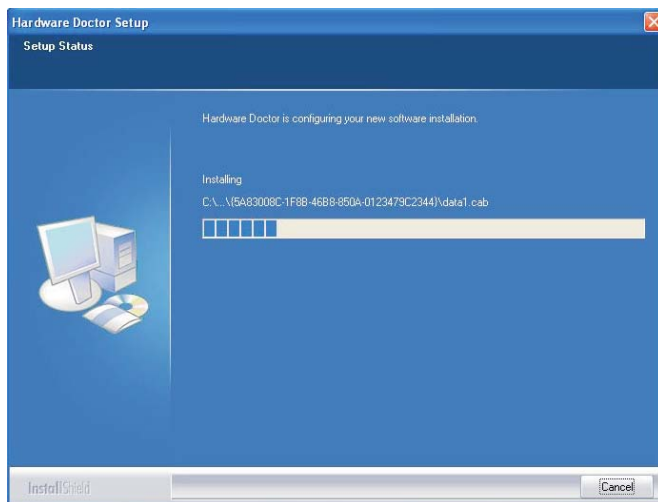 Hardware Doctor Setup
Setup Status
Hardware Doctor is configuring your new software installation.
Installing
C:\...\{5A83008C-1F8B-46B8-850A-0123479C2344}\data1.cab
InstallShield
Cancel